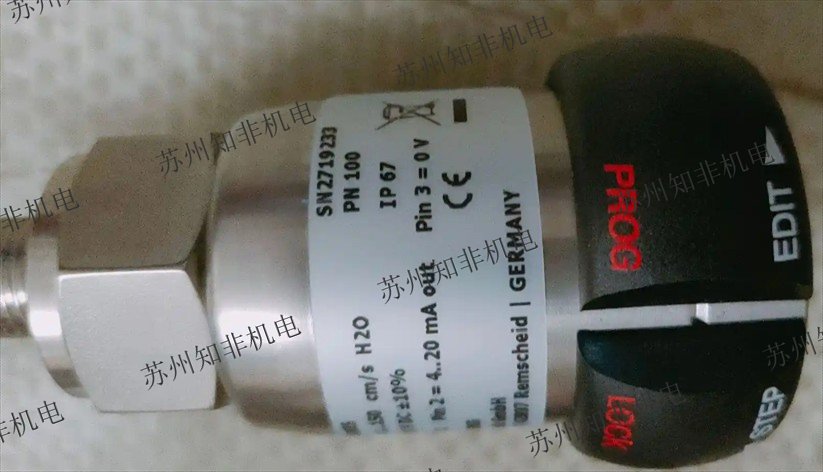 SN2719233
PN 100
IP 67
H2O
cm/s
±10%
2 = 4..20 mA out
Pin 3 = 0 V
CE
Remscheid | GERMANY
PROG
EDIT
LOCK
STEP
苏州知非机电
苏州知非机电
苏州知非机电
苏州知非机电
苏州知非机电
苏州知非机电